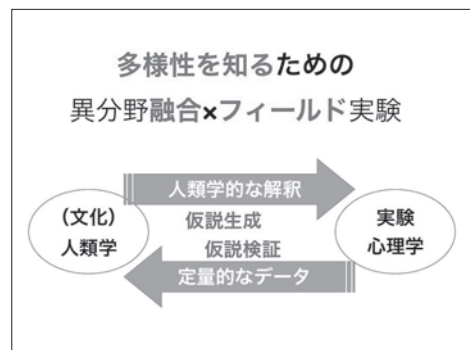 多様性を知るための
異分野融合×フィールド実験
人類学的な解釈
(文化)
人類学
仮説生成
仮説検証
実験
心理学
定量的なデータ